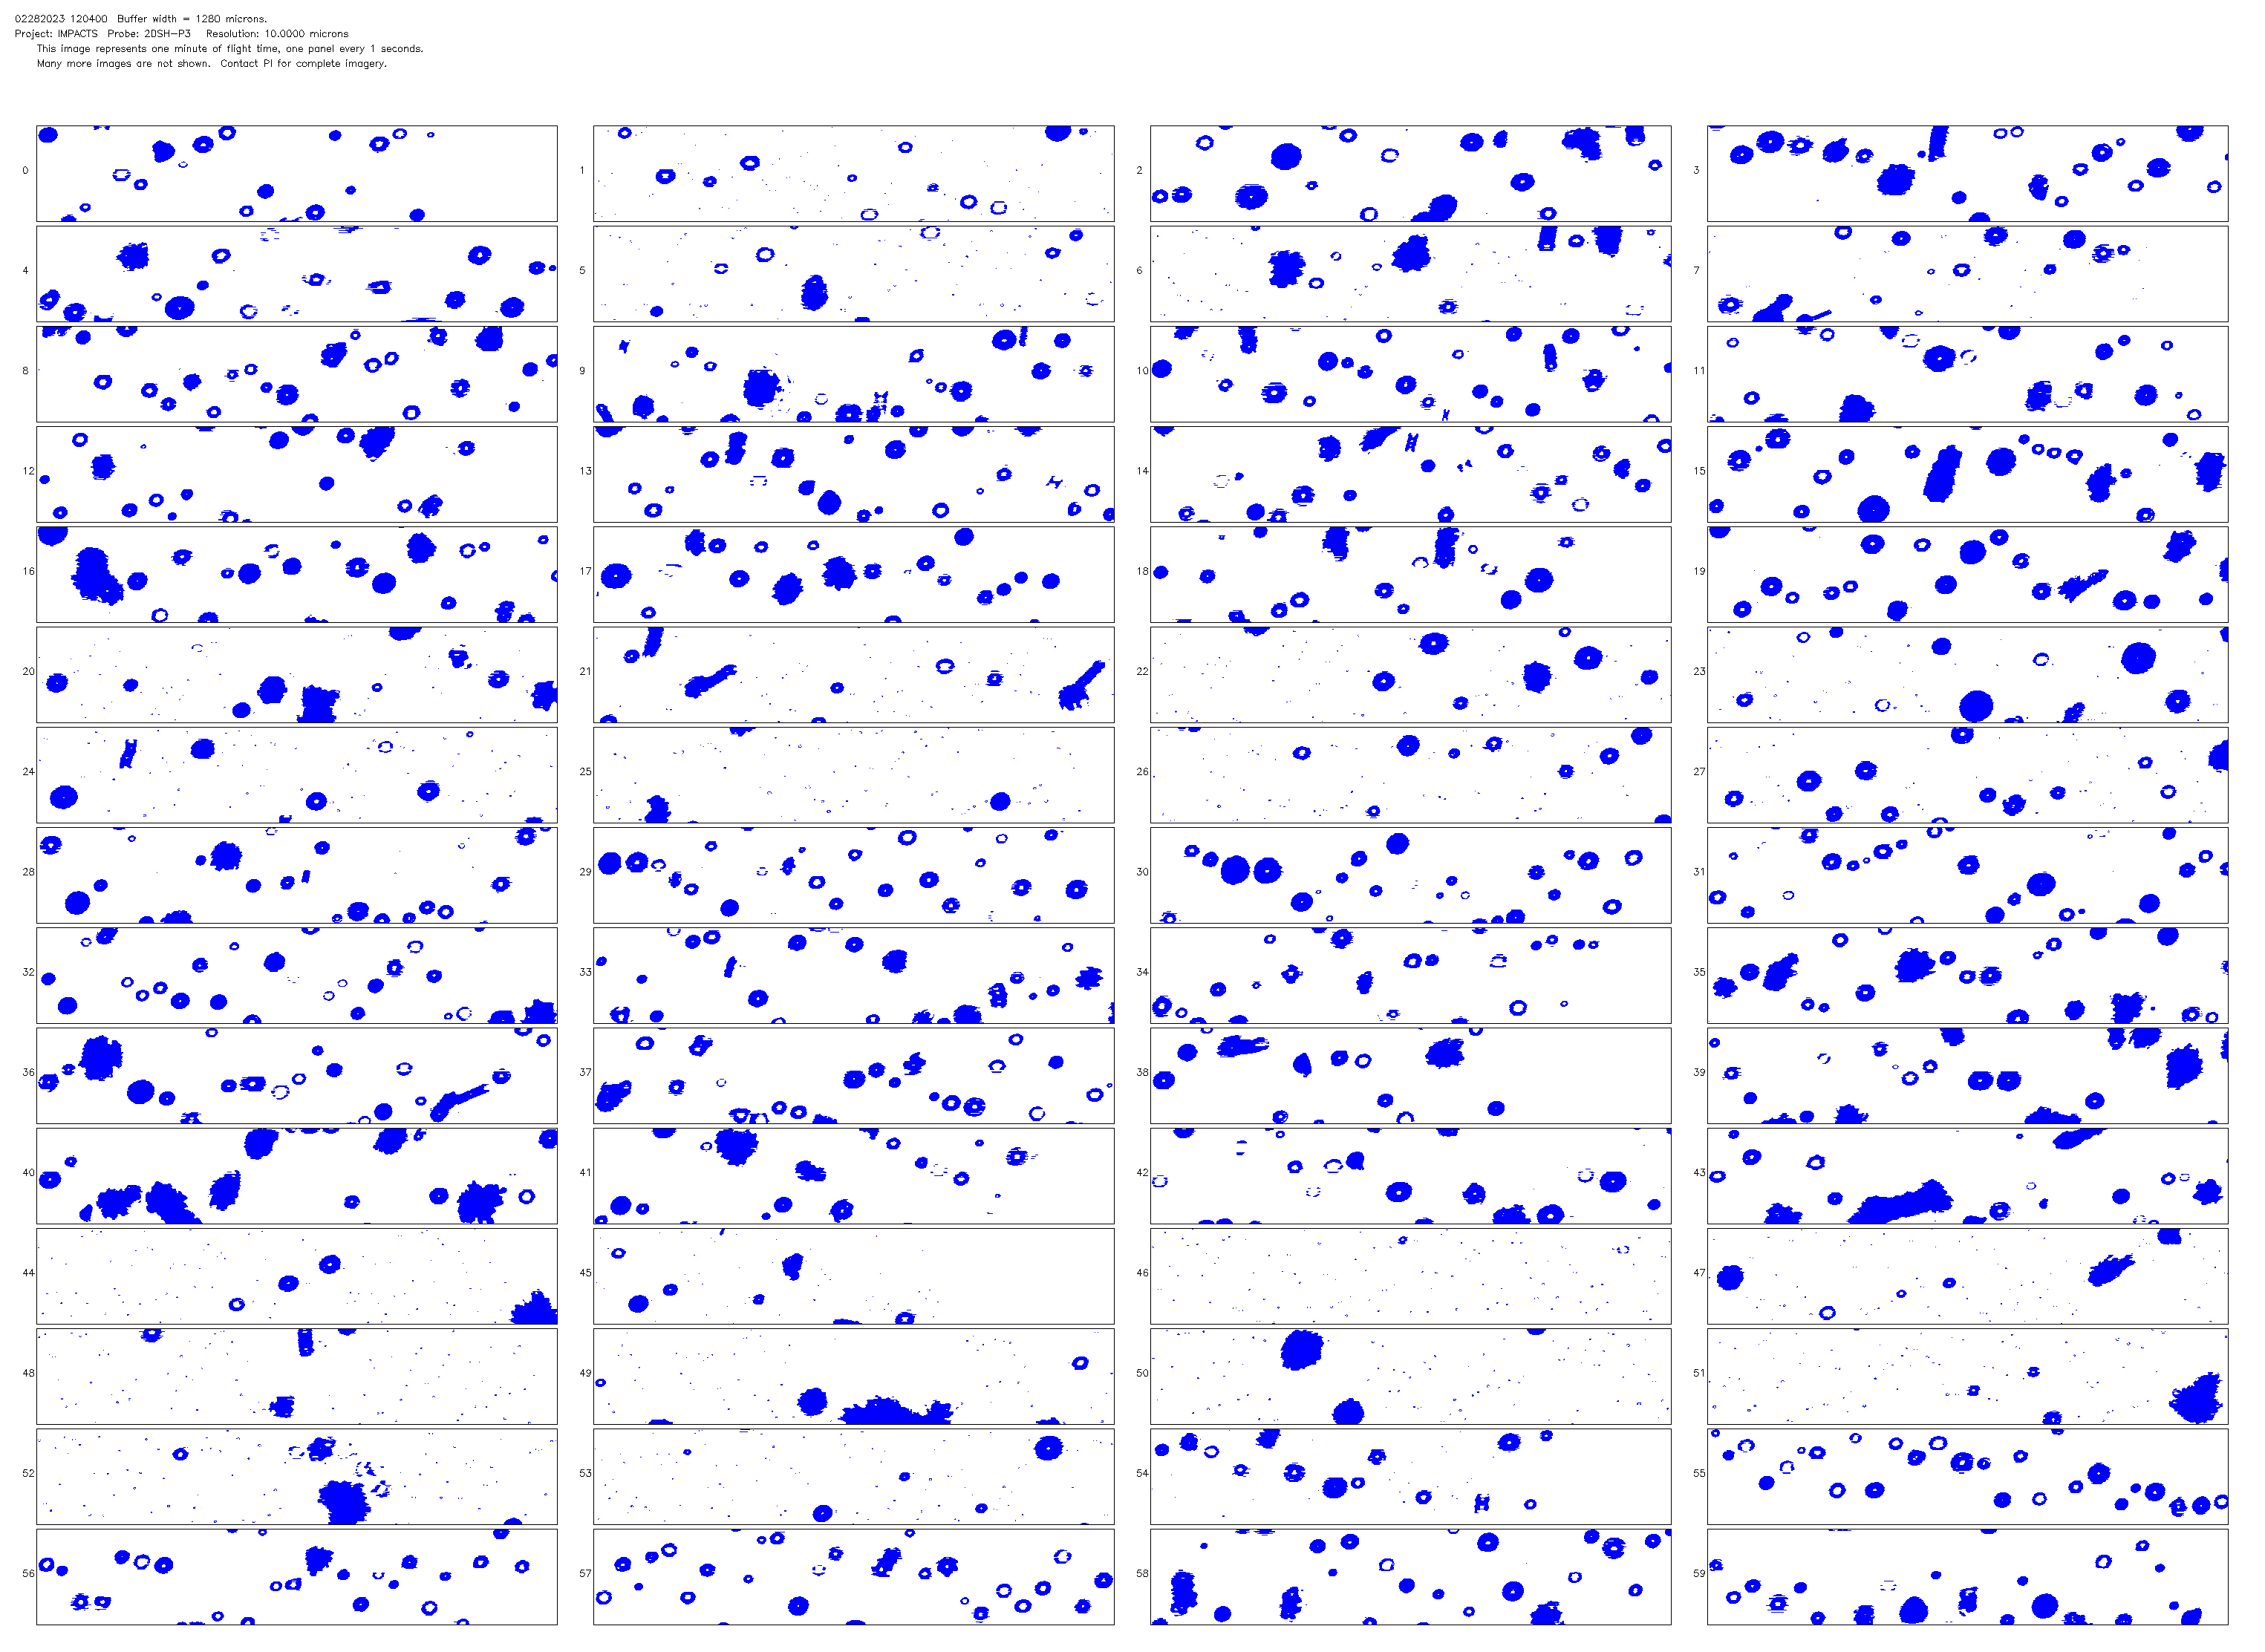 02282023 120400 Buffer width = 1280 microns.
Project: IMPACTS Probe: 2DSH-P3 Resolution: 10.0000 microns
This image represents one minute of flight time, one panel every 1 seconds.
Many more images are not shown. Contact PI for complete imagery.
0 1 2 3
4 5 6 7
8 9 10 11
12 13 14 15
16 17 18 19
20 21 22 23
24 25 26 27
28 29 30 31
32 33 34 35
36 37 38 39
40 41 42 43
44 45 46 47
48 49 50 51
52 53 54 55
56 57 58 59